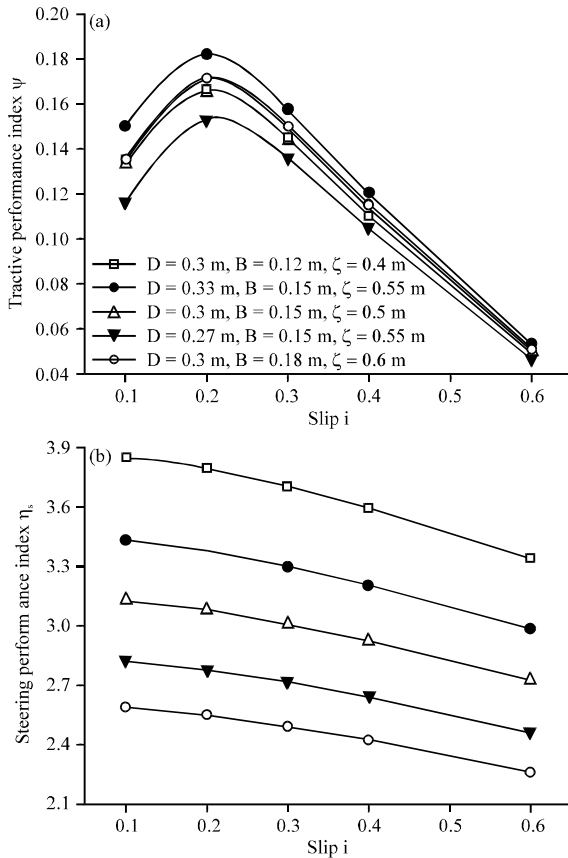 (a)
0.20
0.18
0.16
0.14
0.12
0.10
0.08
0.06
0.04
Tractive performance index ψ
D = 0.3 m, B = 0.12 m, ζ = 0.4 m
D = 0.33 m, B = 0.15 m, ζ = 0.55 m
D = 0.3 m, B = 0.15 m, ζ = 0.5 m
D = 0.27 m, B = 0.15 m, ζ = 0.55 m
D = 0.3 m, B = 0.18 m, ζ = 0.6 m
0.1 0.2 0.3 0.4 0.5 0.6
Slip i
(b)
3.9
3.6
3.3
3.0
2.7
2.4
2.1
Steering perform ance index ηs
0.1 0.2 0.3 0.4 0.5 0.6
Slip i